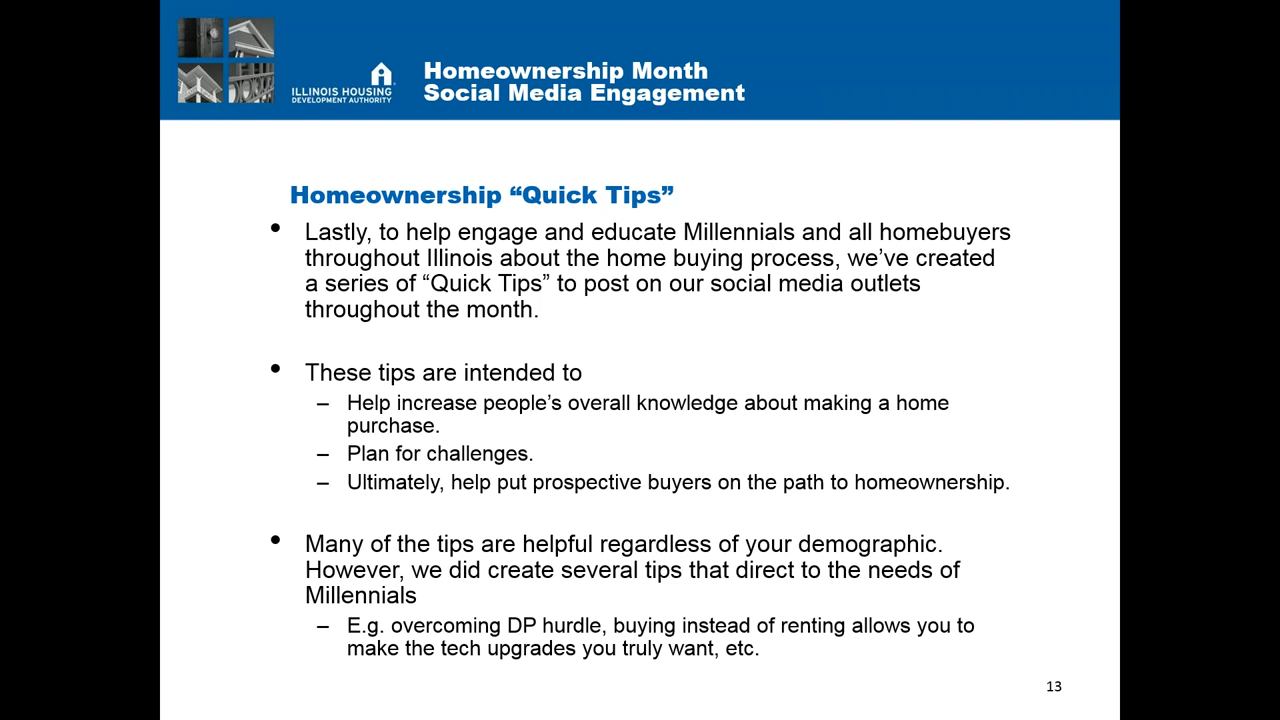 ILLINOIS HOUSING
DEVELOPMENT AUTHORITY
Homeownership Month
Social Media Engagement
Homeownership “Quick Tips”
• Lastly, to help engage and educate Millennials and all homebuyers
throughout Illinois about the home buying process, we’ve created
a series of “Quick Tips” to post on our social media outlets
throughout the month.
• These tips are intended to
– Help increase people’s overall knowledge about making a home
purchase.
– Plan for challenges.
– Ultimately, help put prospective buyers on the path to homeownership.
• Many of the tips are helpful regardless of your demographic.
However, we did create several tips that direct to the needs of
Millennials
– E.g. overcoming DP hurdle, buying instead of renting allows you to
make the tech upgrades you truly want, etc.
13